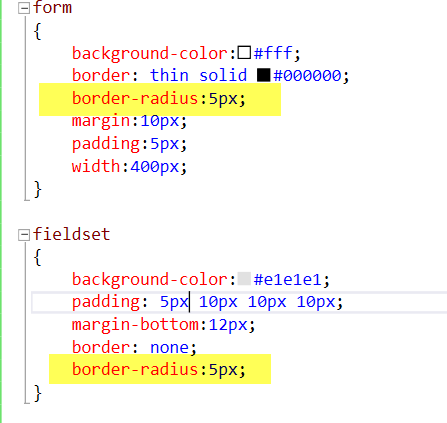 form
{
background-color:#fff;
border: thin solid #000000;
border-radius:5px;
margin:10px;
padding:5px;
width:400px;
}
fieldset
{
background-color:#e1e1e1;
padding: 5px 10px 10px 10px;
margin-bottom:12px;
border: none;
border-radius:5px;
}